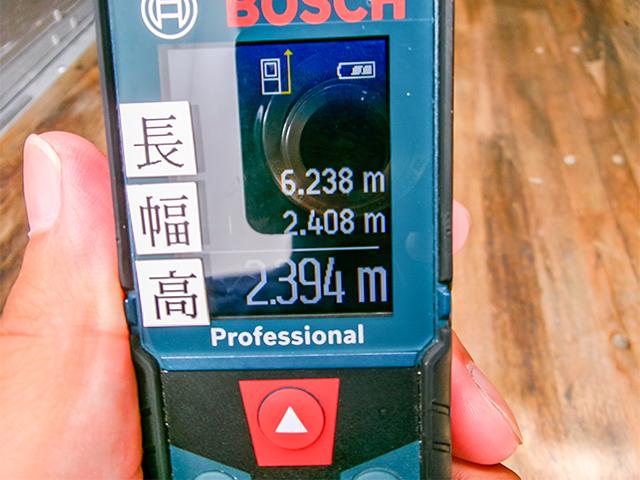 BOSCH
長 6.238 m
幅 2.408 m
高 2.394 m
Professional